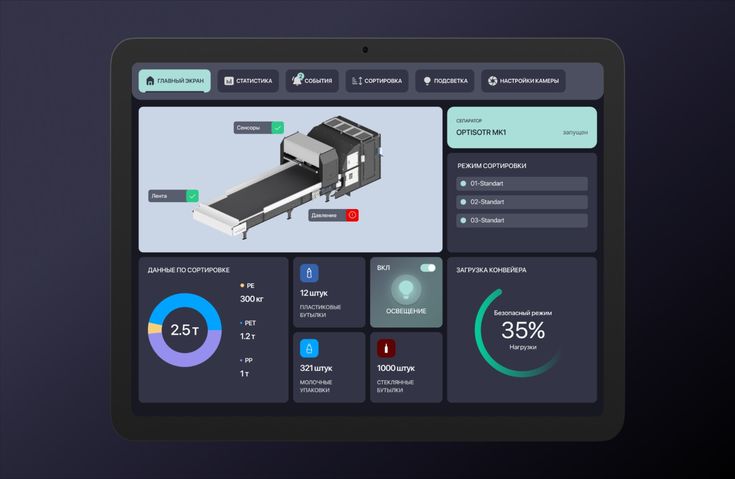 ГЛАВНЫЙ ЭКРАН
СТАТИСТИКА
2
СОБЫТИЯ
СОРТИРОВКА
ПОДСВЕТКА
НАСТРОЙКИ КАМЕРЫ
Сенсоры
Лента
Давление
СЕПАРАТОР
OPTISOTR MK1
запущен
РЕЖИМ СОРТИРОВКИ
01-Standart
02-Standart
03-Standart
ДАННЫЕ ПО СОРТИРОВКЕ
2.5 т
PE
300 кг
PET
1.2 т
PP
1 т
12 штук
ПЛАСТИКОВЫЕ
БУТЫЛКИ
ВКЛ
ОСВЕЩЕНИЕ
321 штук
МОЛОЧНЫЕ
УПАКОВКИ
1000 штук
СТЕКЛЯННЫЕ
БУТЫЛКИ
ЗАГРУЗКА КОНВЕЙЕРА
Безопасный режим
35%
Нагрузки